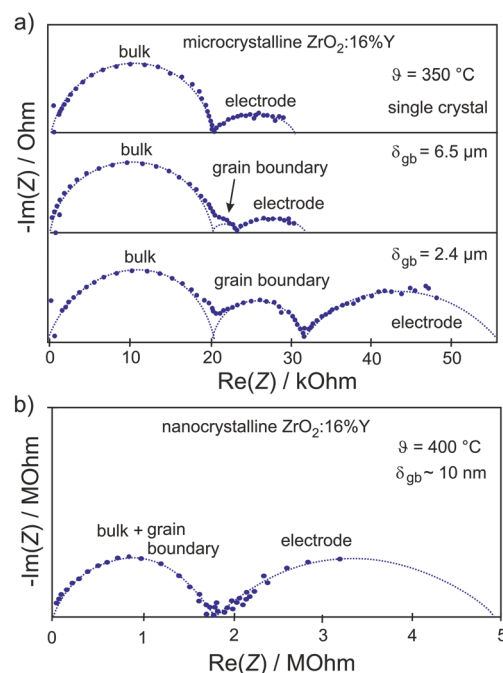 a)
bulk
microcrystalline ZrO₂:16%Y
ϑ = 350 °C
electrode
single crystal
bulk
δgb = 6.5 µm
grain boundary
electrode
bulk
δgb = 2.4 µm
grain boundary
electrode
-Im(Z) / Ohm
0 10 20 30 40 50
Re(Z) / kOhm
b)
nanocrystalline ZrO₂:16%Y
ϑ = 400 °C
δgb ~ 10 nm
bulk + grain
boundary
electrode
-Im(Z) / MOhm
0 1 2 3 4 5
Re(Z) / MOhm